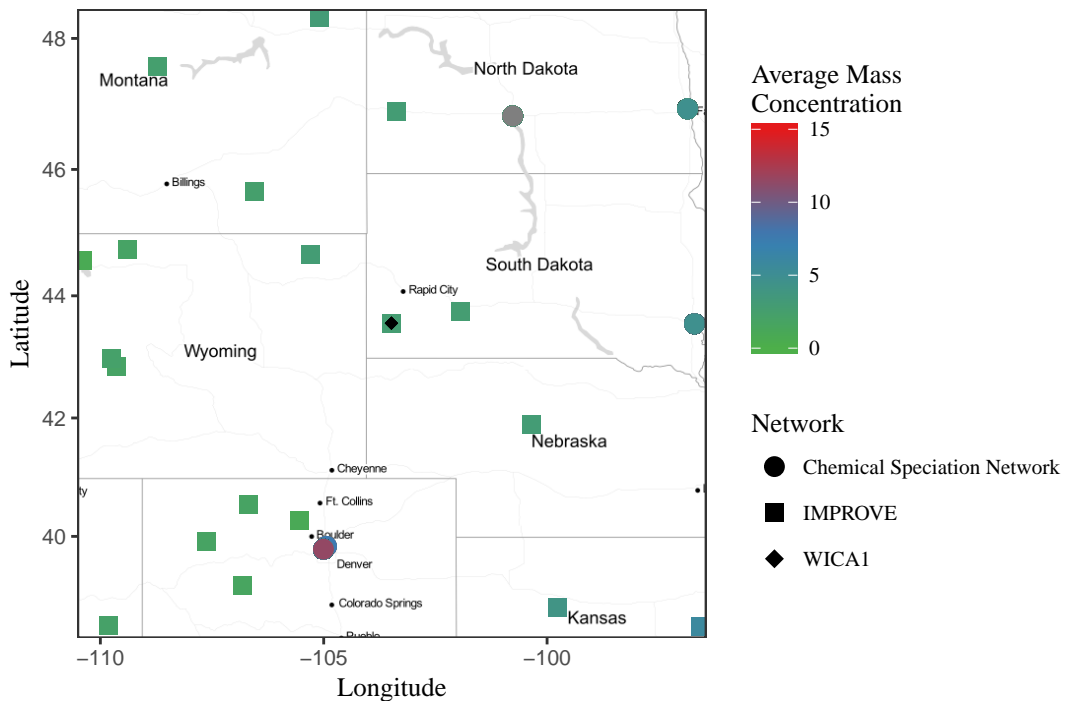 48
46
44
42
40
Latitude
−110
−105
−100
Longitude
Montana
North Dakota
Billings
South Dakota
Rapid City
Wyoming
Nebraska
Cheyenne
ty
Ft. Collins
Boulder
Denver
Colorado Springs
Pueblo
Kansas
Average Mass
Concentration
15
10
5
0
Network
Chemical Speciation Network
IMPROVE
WICA1